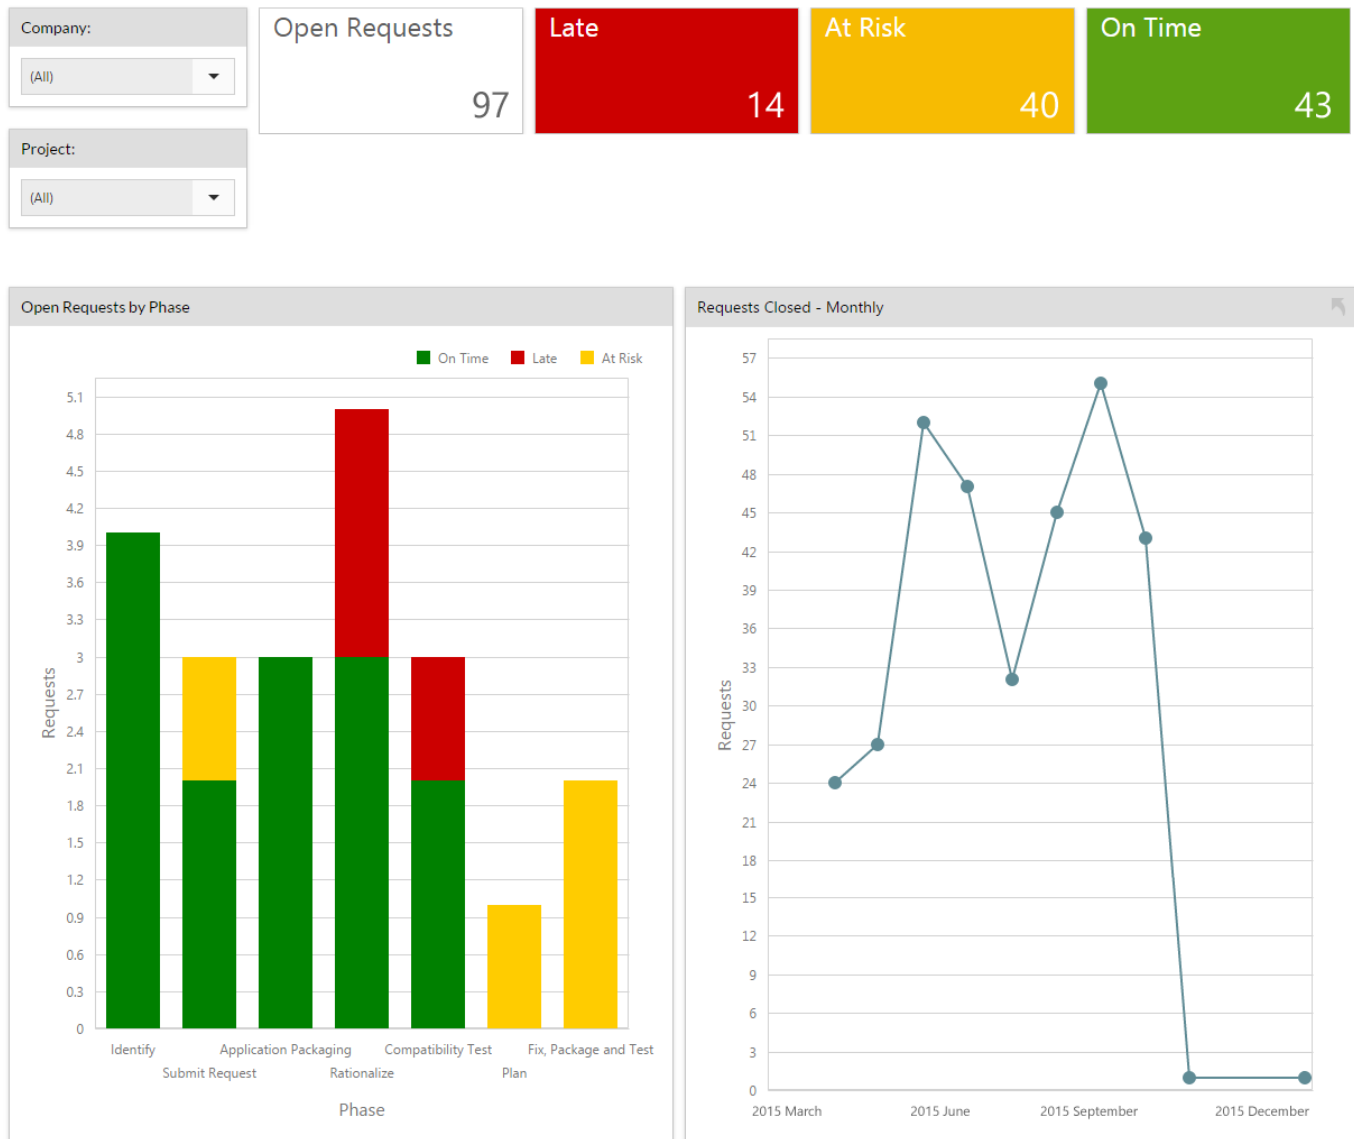 Company:
(All)
Project:
(All)
Open Requests
97
Late
14
At Risk
40
On Time
43
Open Requests by Phase
On Time Late At Risk
5.1
4.8
4.5
4.2
3.9
3.6
3.3
3
2.7
2.4
2.1
1.8
1.5
1.2
0.9
0.6
0.3
0
Requests
Identify Application Packaging Compatibility Test Fix, Package and Test
Submit Request Rationalize Plan
Phase
Requests Closed - Monthly
57
54
51
48
45
42
39
36
33
30
27
24
21
18
15
12
9
6
3
0
Requests
2015 March 2015 June 2015 September 2015 December